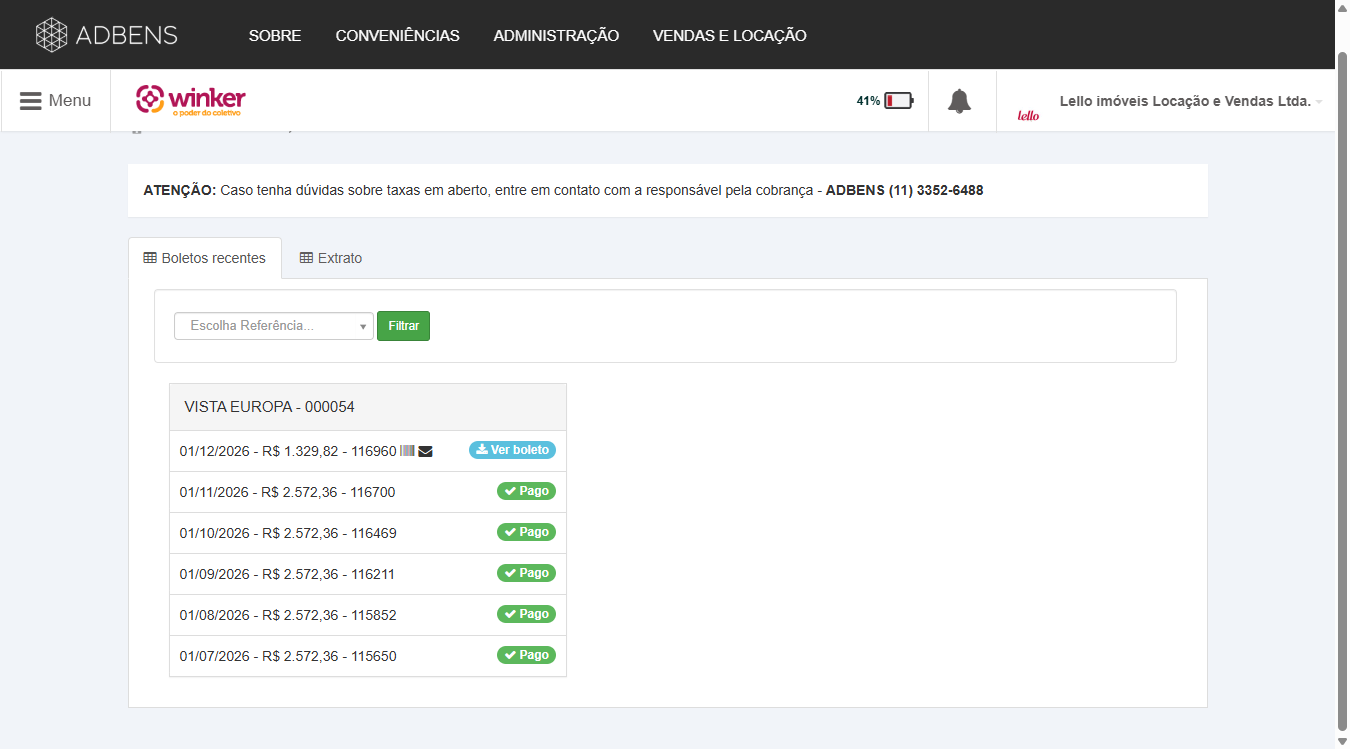 ADBENS
SOBRE CONVENIÊNCIAS ADMINISTRAÇÃO VENDAS E LOCAÇÃO
Menu
winker
o poder do coletivo
41%
lello
Lello imóveis Locação e Vendas Ltda.
ATENÇÃO: Caso tenha dúvidas sobre taxas em aberto, entre em contato com a responsável pela cobrança - ADBENS (11) 3352-6488
Boletos recentes Extrato
Escolha Referência... Filtrar
VISTA EUROPA - 000054
01/12/2026 - R$ 1.329,82 - 116960 Ver boleto
01/11/2026 - R$ 2.572,36 - 116700 Pago
01/10/2026 - R$ 2.572,36 - 116469 Pago
01/09/2026 - R$ 2.572,36 - 116211 Pago
01/08/2026 - R$ 2.572,36 - 115852 Pago
01/07/2026 - R$ 2.572,36 - 115650 Pago